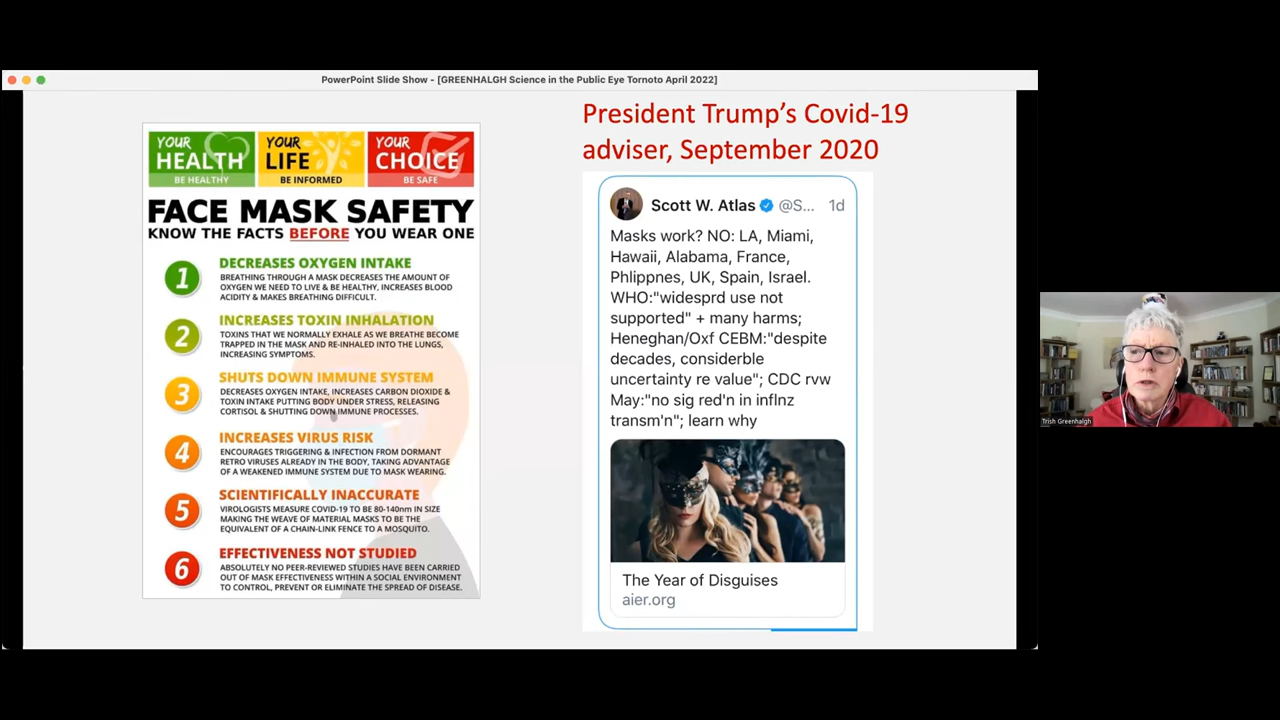 PowerPoint Slide Show - [GREENHALGH Science in the Public Eye Tornoto April 2022]
YOUR
HEALTH
BE HEALTHY
YOUR
LIFE
BE INFORMED
YOUR
CHOICE
BE SAFE
FACE MASK SAFETY
KNOW THE FACTS BEFORE YOU WEAR ONE
1
DECREASES OXYGEN INTAKE
BREATHING THROUGH A MASK DECREASES THE AMOUNT OF
OXYGEN WE NEED TO LIVE & BE HEALTHY, INCREASES BLOOD
ACIDITY & MAKES BREATHING DIFFICULT.
2
INCREASES TOXIN INHALATION
TOXINS THAT WE NORMALLY EXHALE AS WE BREATHE BECOME
TRAPPED IN THE MASK AND RE-INHALED INTO THE LUNGS,
INCREASING SYMPTOMS.
3
SHUTS DOWN IMMUNE SYSTEM
DECREASES OXYGEN INTAKE, INCREASES CARBON DIOXIDE &
TOXIN INTAKE PUTTING BODY UNDER STRESS, RELEASING
CORTISOL & SHUTTING DOWN IMMUNE PROCESSES.
4
INCREASES VIRUS RISK
ENCOURAGES TRIGGERING & INFECTION FROM DORMANT
RETRO VIRUSES ALREADY IN THE BODY, TAKING ADVANTAGE
OF A WEAKENED IMMUNE SYSTEM DUE TO MASK WEARING.
5
SCIENTIFICALLY INACCURATE
VIROLOGISTS MEASURE COVID-19 TO BE 80-140nm IN SIZE
MAKING THE WEAVE OF MATERIAL MASKS TO BE THE
EQUIVALENT OF A CHAIN-LINK FENCE TO A MOSQUITO.
6
EFFECTIVENESS NOT STUDIED
ABSOLUTELY NO PEER-REVIEWED STUDIES HAVE BEEN CARRIED
OUT OF MASK EFFECTIVENESS WITHIN A SOCIAL ENVIRONMENT
TO CONTROL, PREVENT OR ELIMINATE THE SPREAD OF DISEASE.
President Trump's Covid-19
adviser, September 2020
Scott W. Atlas @S... 1d
Masks work? NO: LA, Miami,
Hawaii, Alabama, France,
Phlippnes, UK, Spain, Israel.
WHO:"widesprd use not
supported" + many harms;
Heneghan/Oxf CEBM:"despite
decades, considerble
uncertainty re value"; CDC rvw
May:"no sig red'n in inflnz
transm'n"; learn why
The Year of Disguises
aier.org
Trish Greenhalgh